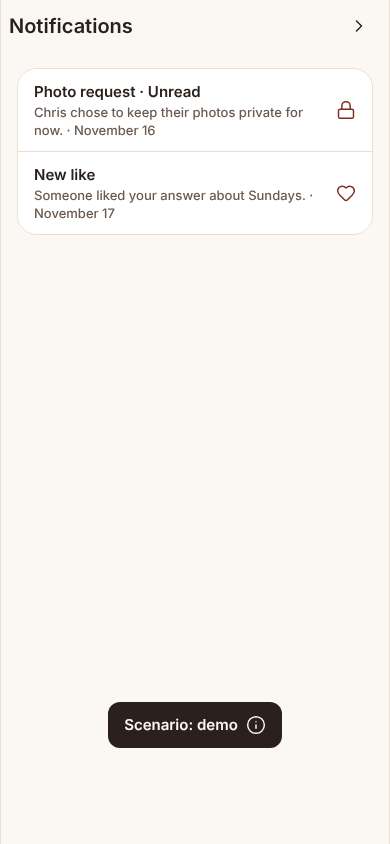 Notifications
Photo request · Unread
Chris chose to keep their photos private for
now. · November 16
New like
Someone liked your answer about Sundays. ·
November 17
Scenario: demo